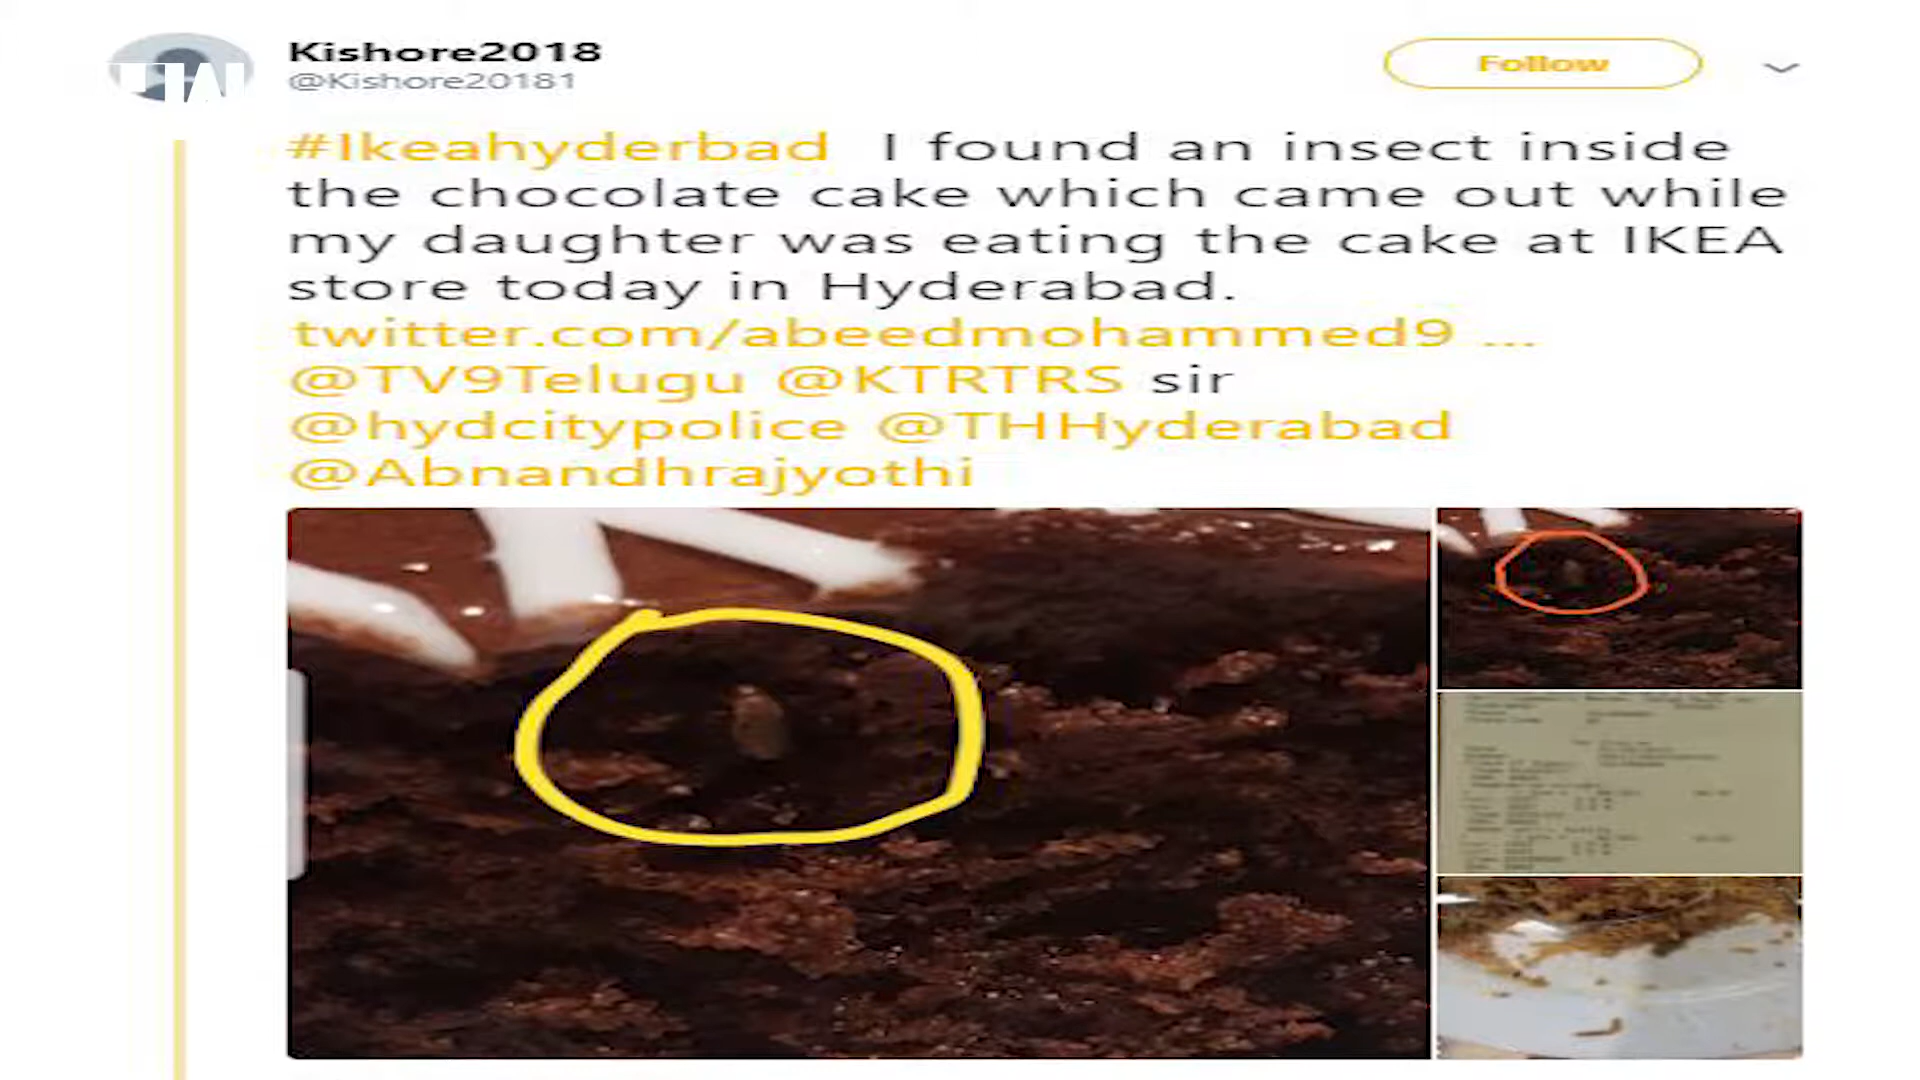 Kishore2018
@Kishore20181
Follow
#Ikeahyderbad I found an insect inside
the chocolate cake which came out while
my daughter was eating the cake at IKEA
store today in Hyderabad.
twitter.com/abeedmohammed9 ...
@TV9Telugu @KTRTRS sir
@hydcitypolice @THHyderabad
@Abnandhrajyothi